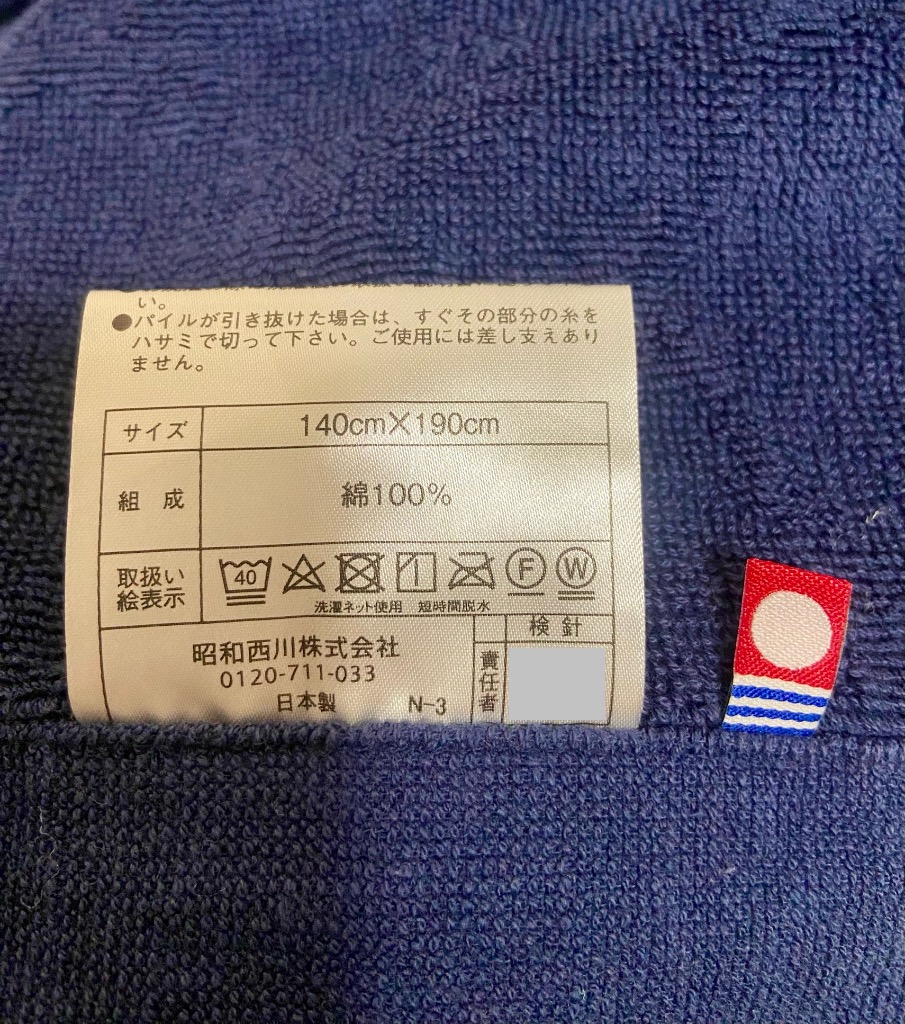 い。
●パイルが引き抜けた場合は、すぐその部分の糸を
ハサミで切って下さい。ご使用には差し支えあり
ません。
サイズ 140cm×190cm
組 成 綿100%
取扱い
絵表示
40 F W
洗濯ネット使用 短時間脱水
昭和西川株式会社
0120-711-033
日本製 N-3
検 針
責任者